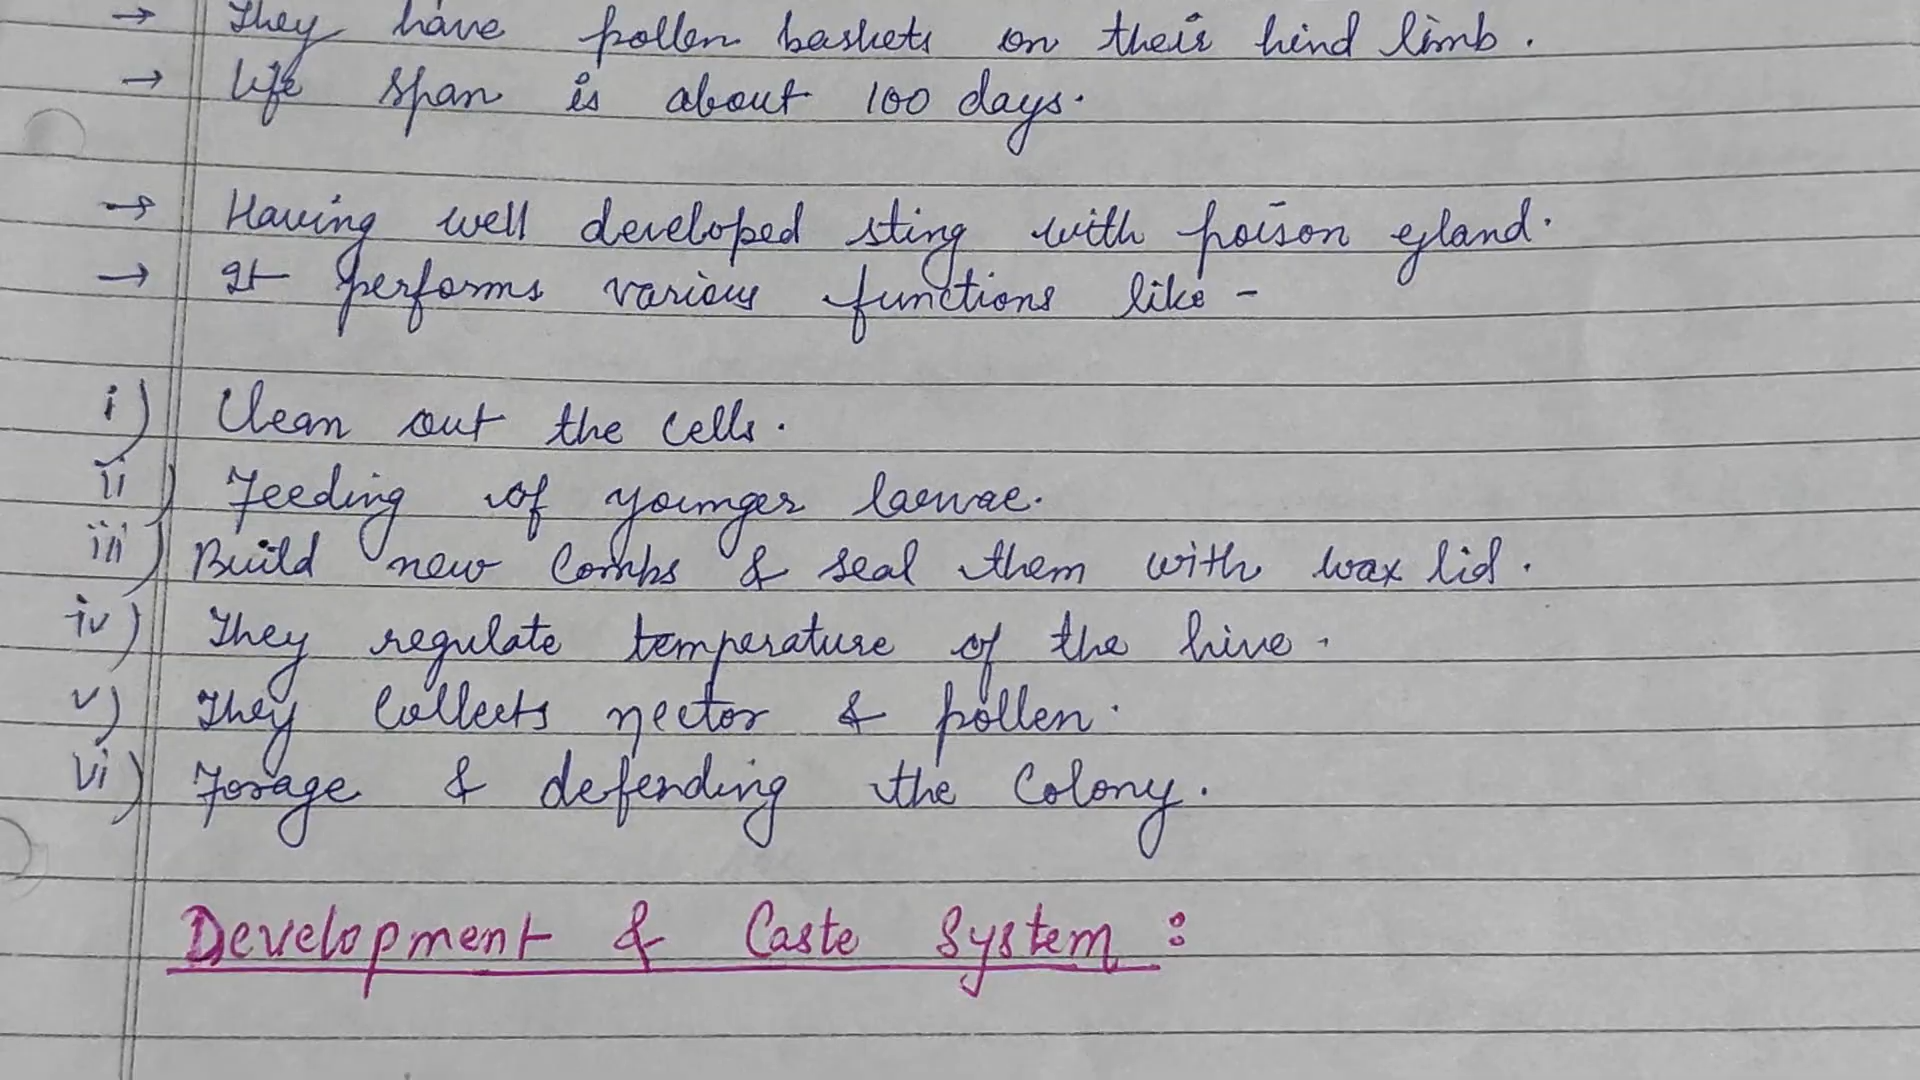 → They have pollen baskets on their hind limb.
→ life span is about 100 days.
→ Having well developed sting with poison gland.
→ It performs various functions like -
i) Clean out the cells.
ii) Feeding of younger larvae.
iii) Build new Combs & seal them with wax lid.
iv) They regulate temperature of the hive.
v) They Collects nector & pollen.
vi) Forage & defending the Colony.
Development & Caste System :